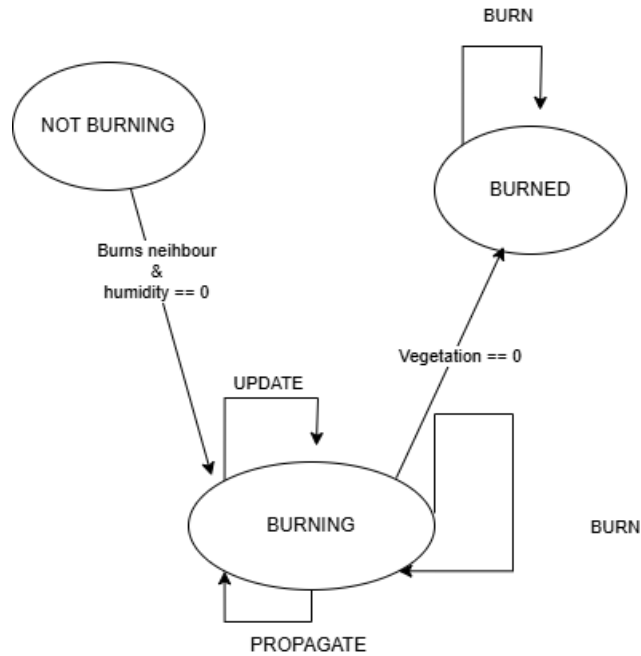 BURN
NOT BURNING
BURNED
Burns neihbour
&
humidity == 0
Vegetation == 0
UPDATE
BURNING
BURN
PROPAGATE